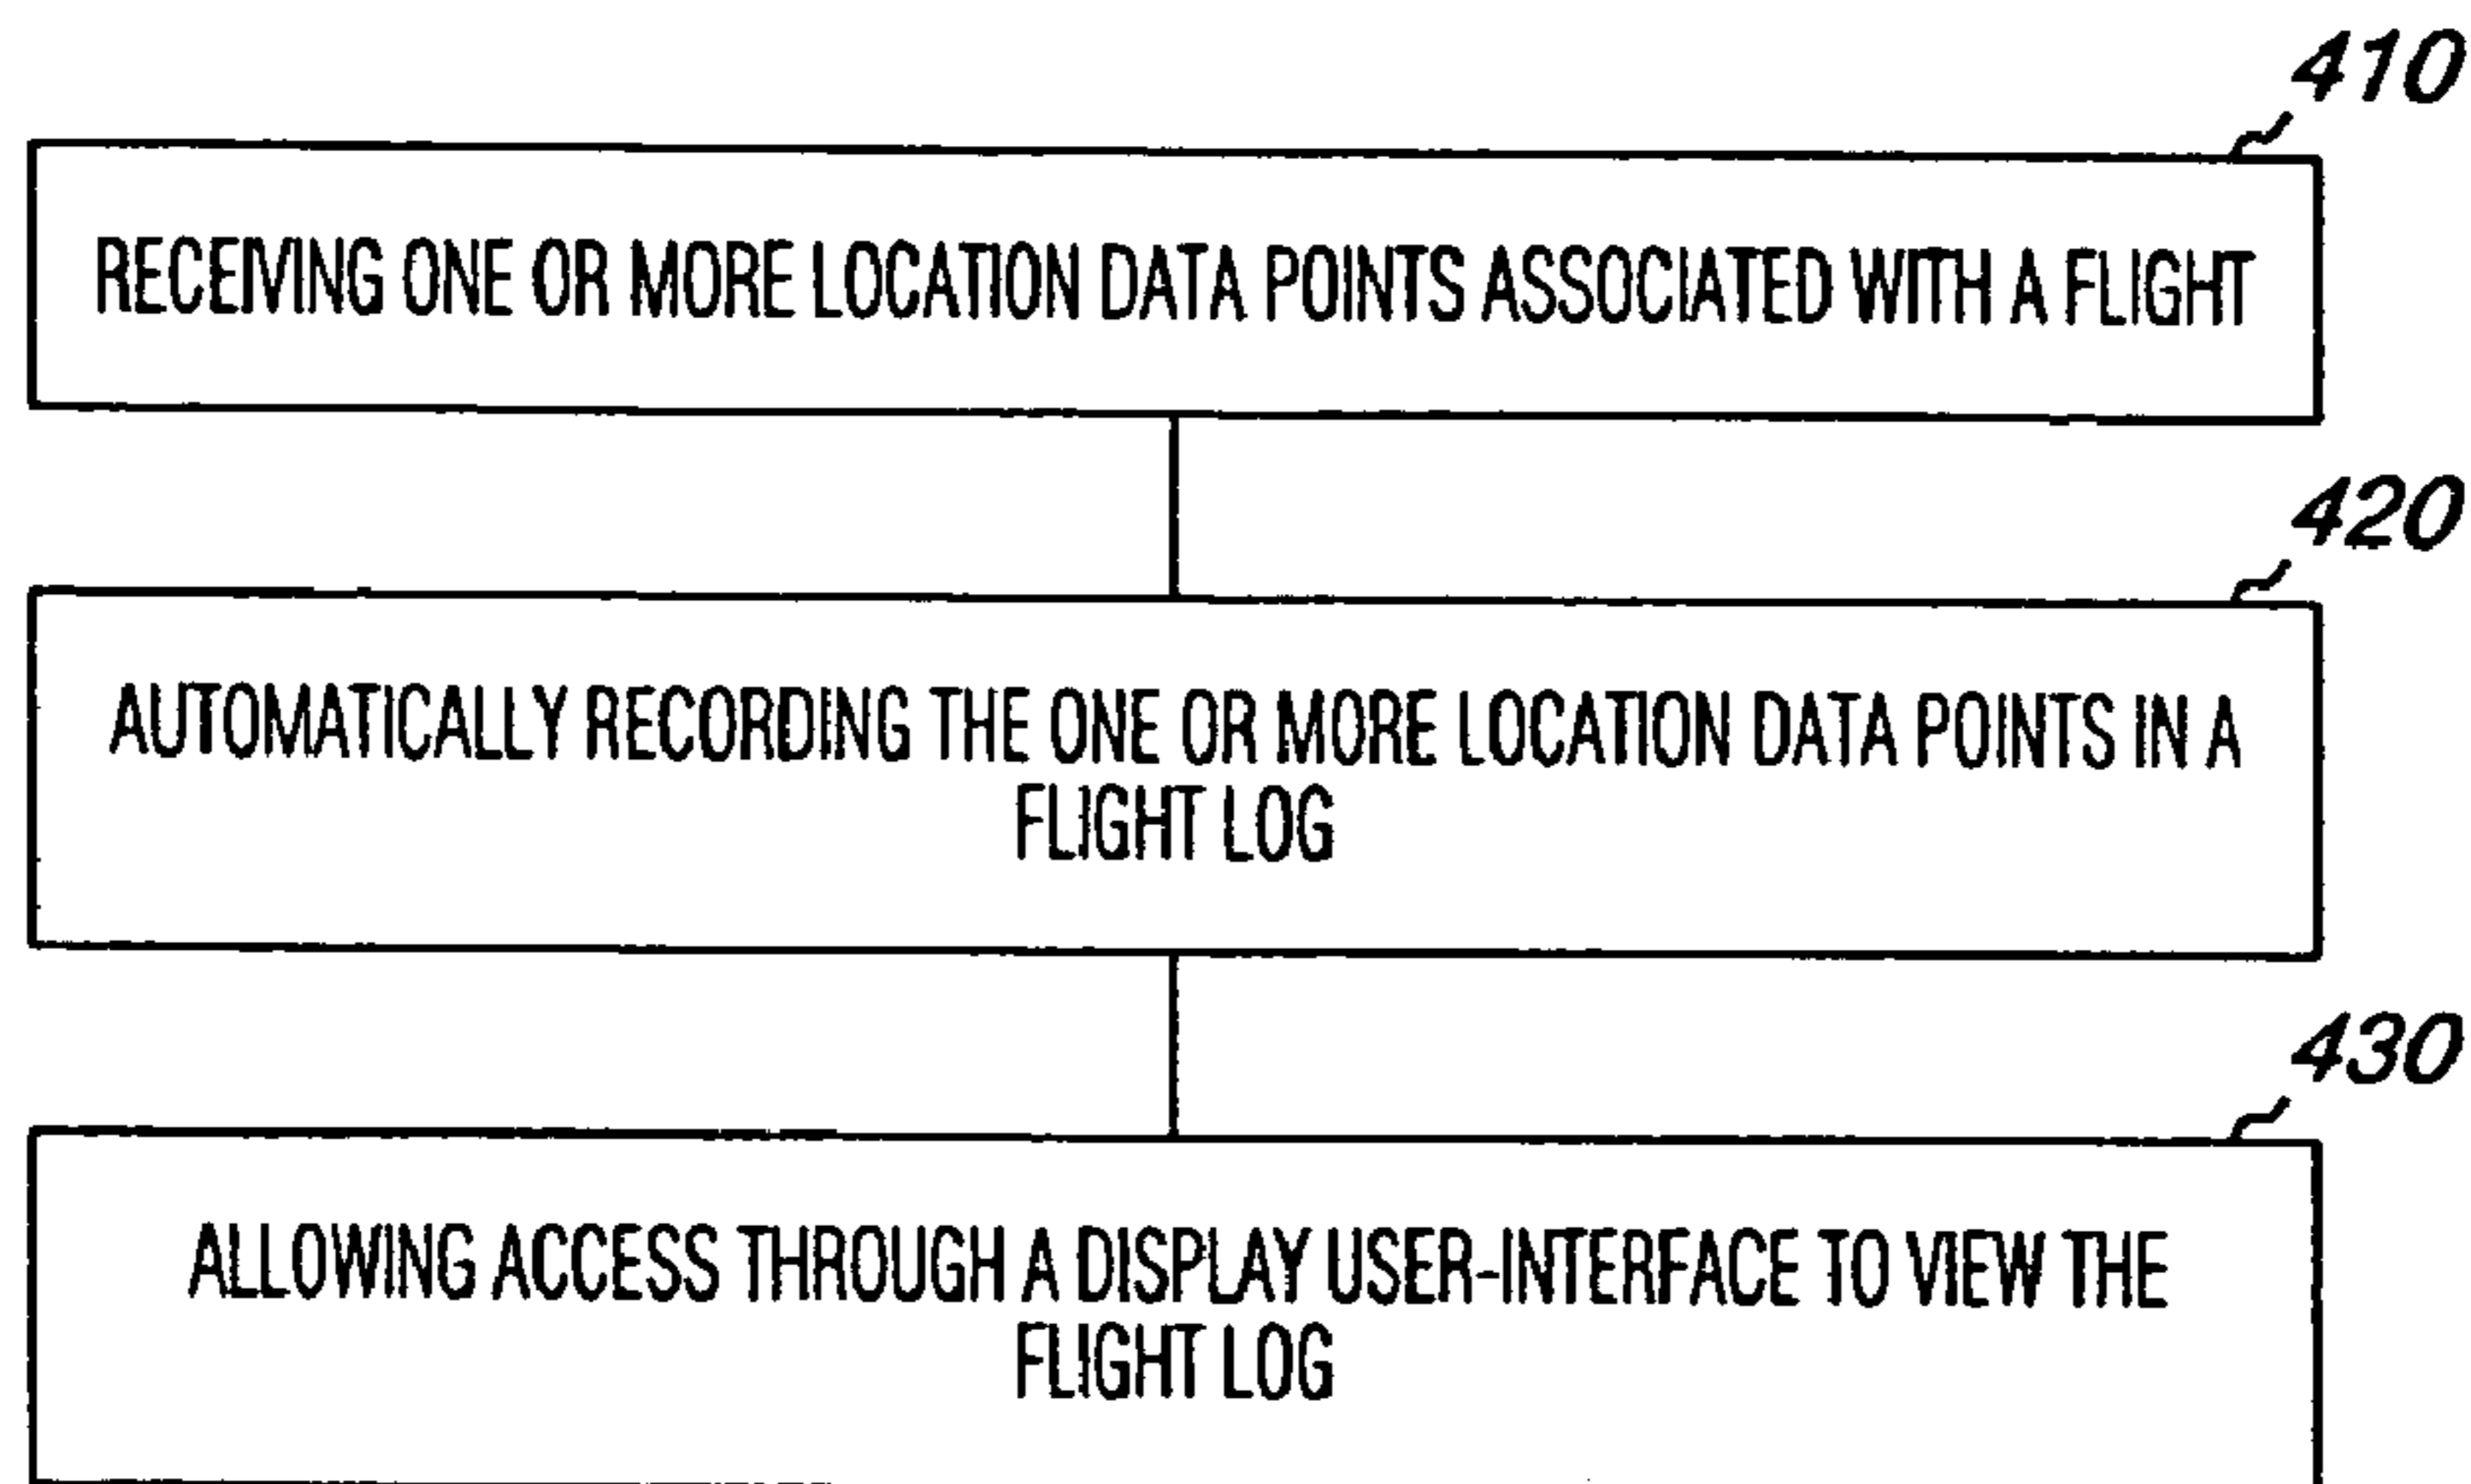 410
RECEIVING ONE OR MORE LOCATION DATA POINTS ASSOCIATED WITH A FLIGHT
420
AUTOMATICALLY RECORDING THE ONE OR MORE LOCATION DATA POINTS IN A
FLIGHT LOG
430
ALLOWING ACCESS THROUGH A DISPLAY USER-INTERFACE TO VIEW THE
FLIGHT LOG